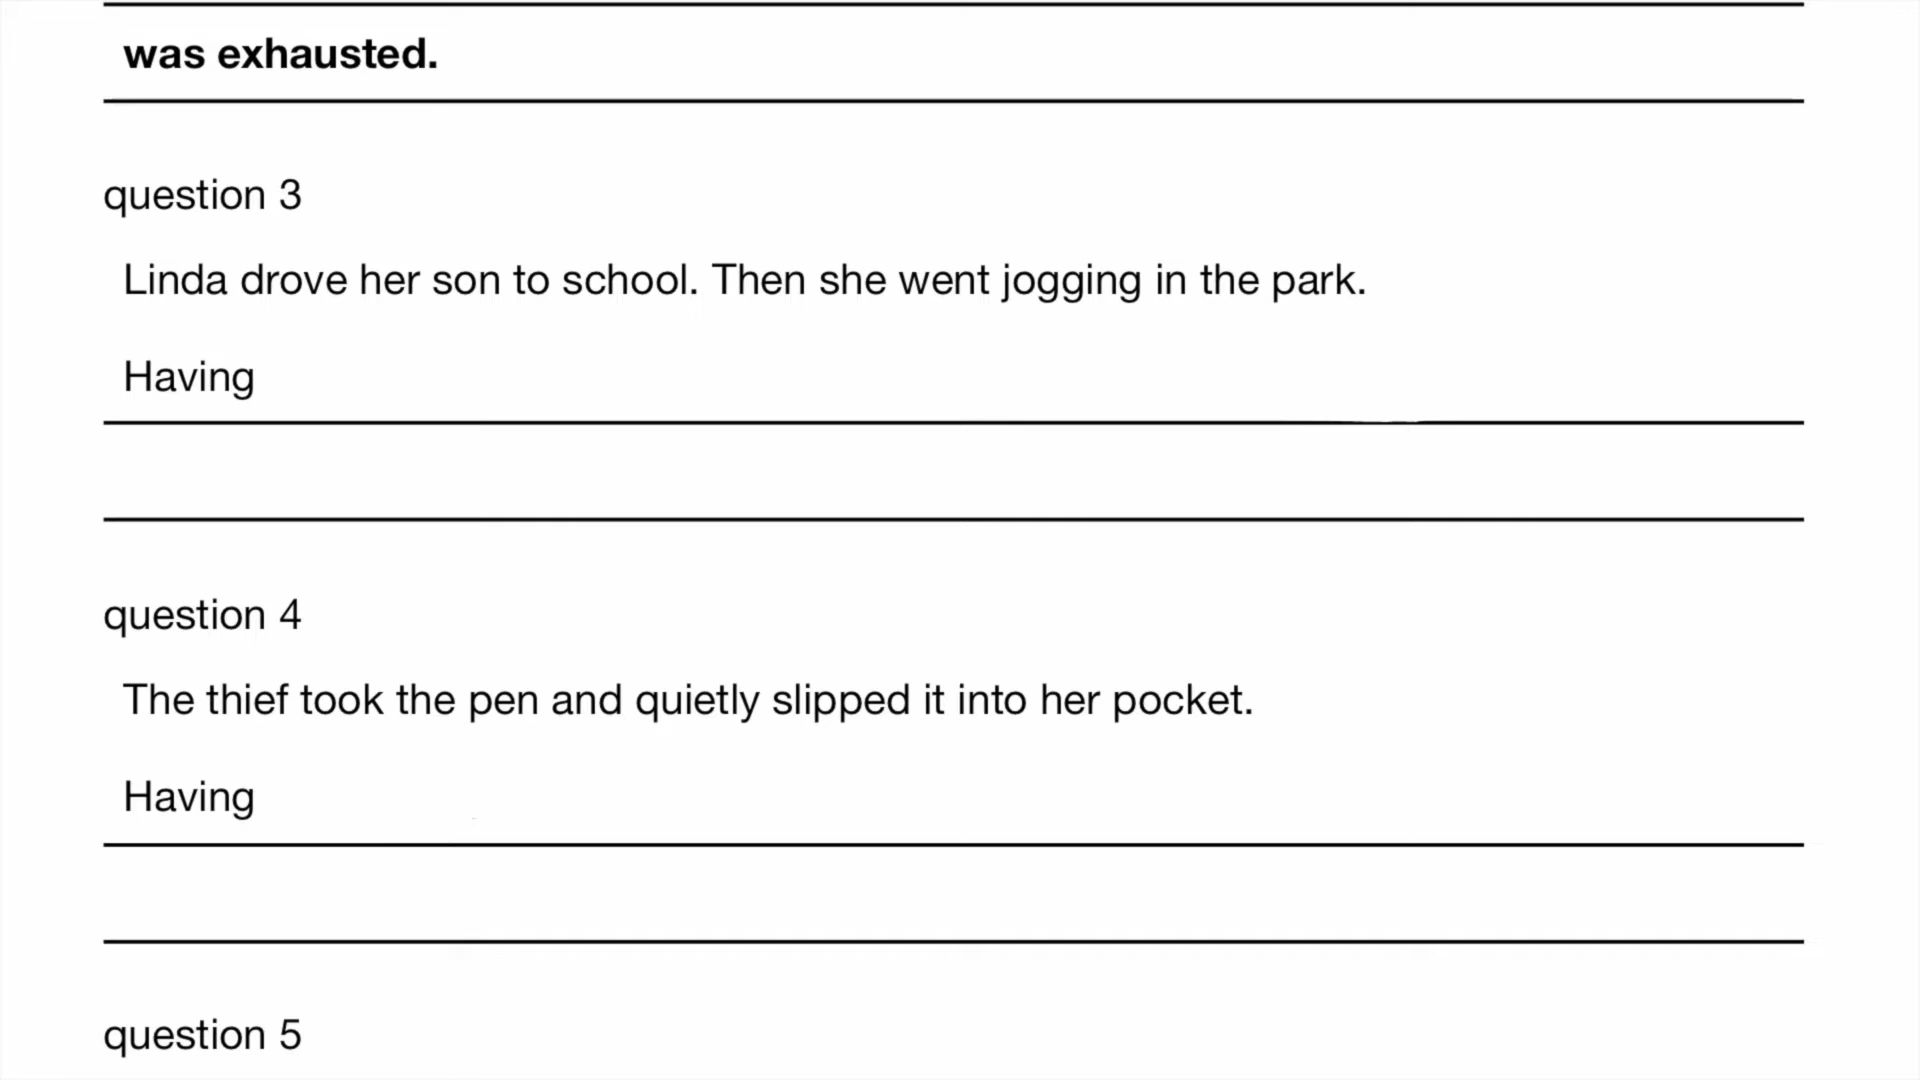 was exhausted.
question 3
Linda drove her son to school. Then she went jogging in the park.
Having
question 4
The thief took the pen and quietly slipped it into her pocket.
Having
question 5